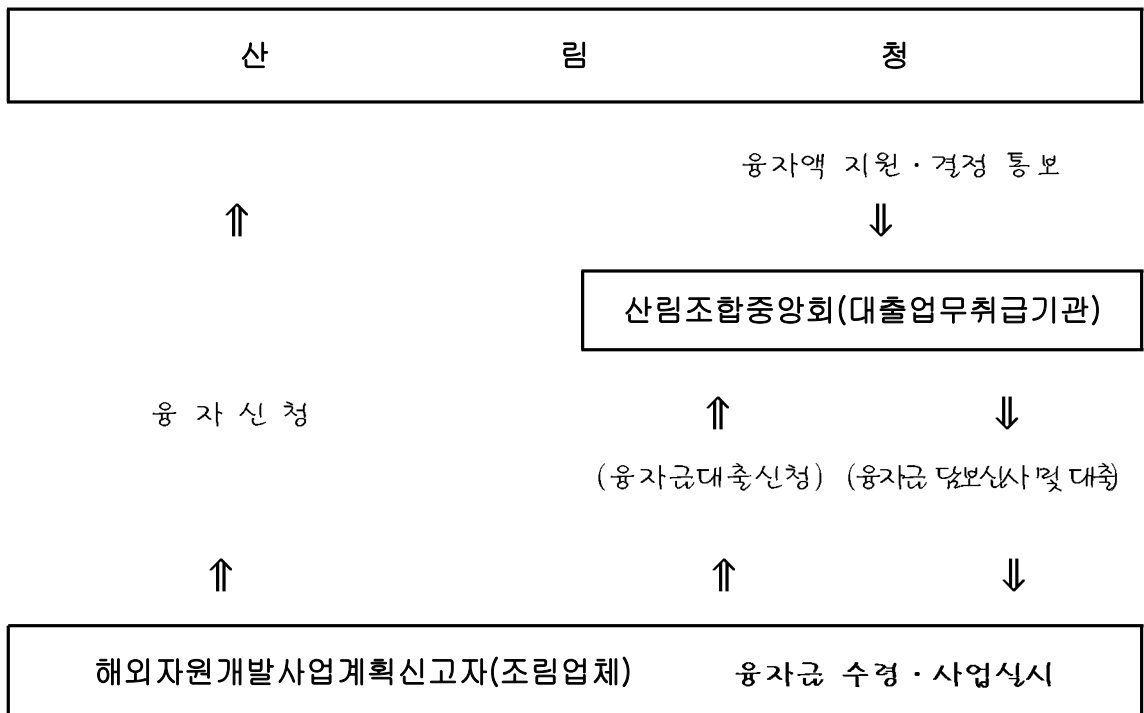 산 림 청
융자액 지원·결정 통보
⇑ ⇓
산림조합중앙회(대출업무취급기관)
융 자 신 청 ⇑ ⇓
(융자금대출신청) (융자금 담보심사 및 대출)
⇑ ⇑ ⇓
해외자원개발사업계획신고자(조림업체) 융자금 수령·사업실시